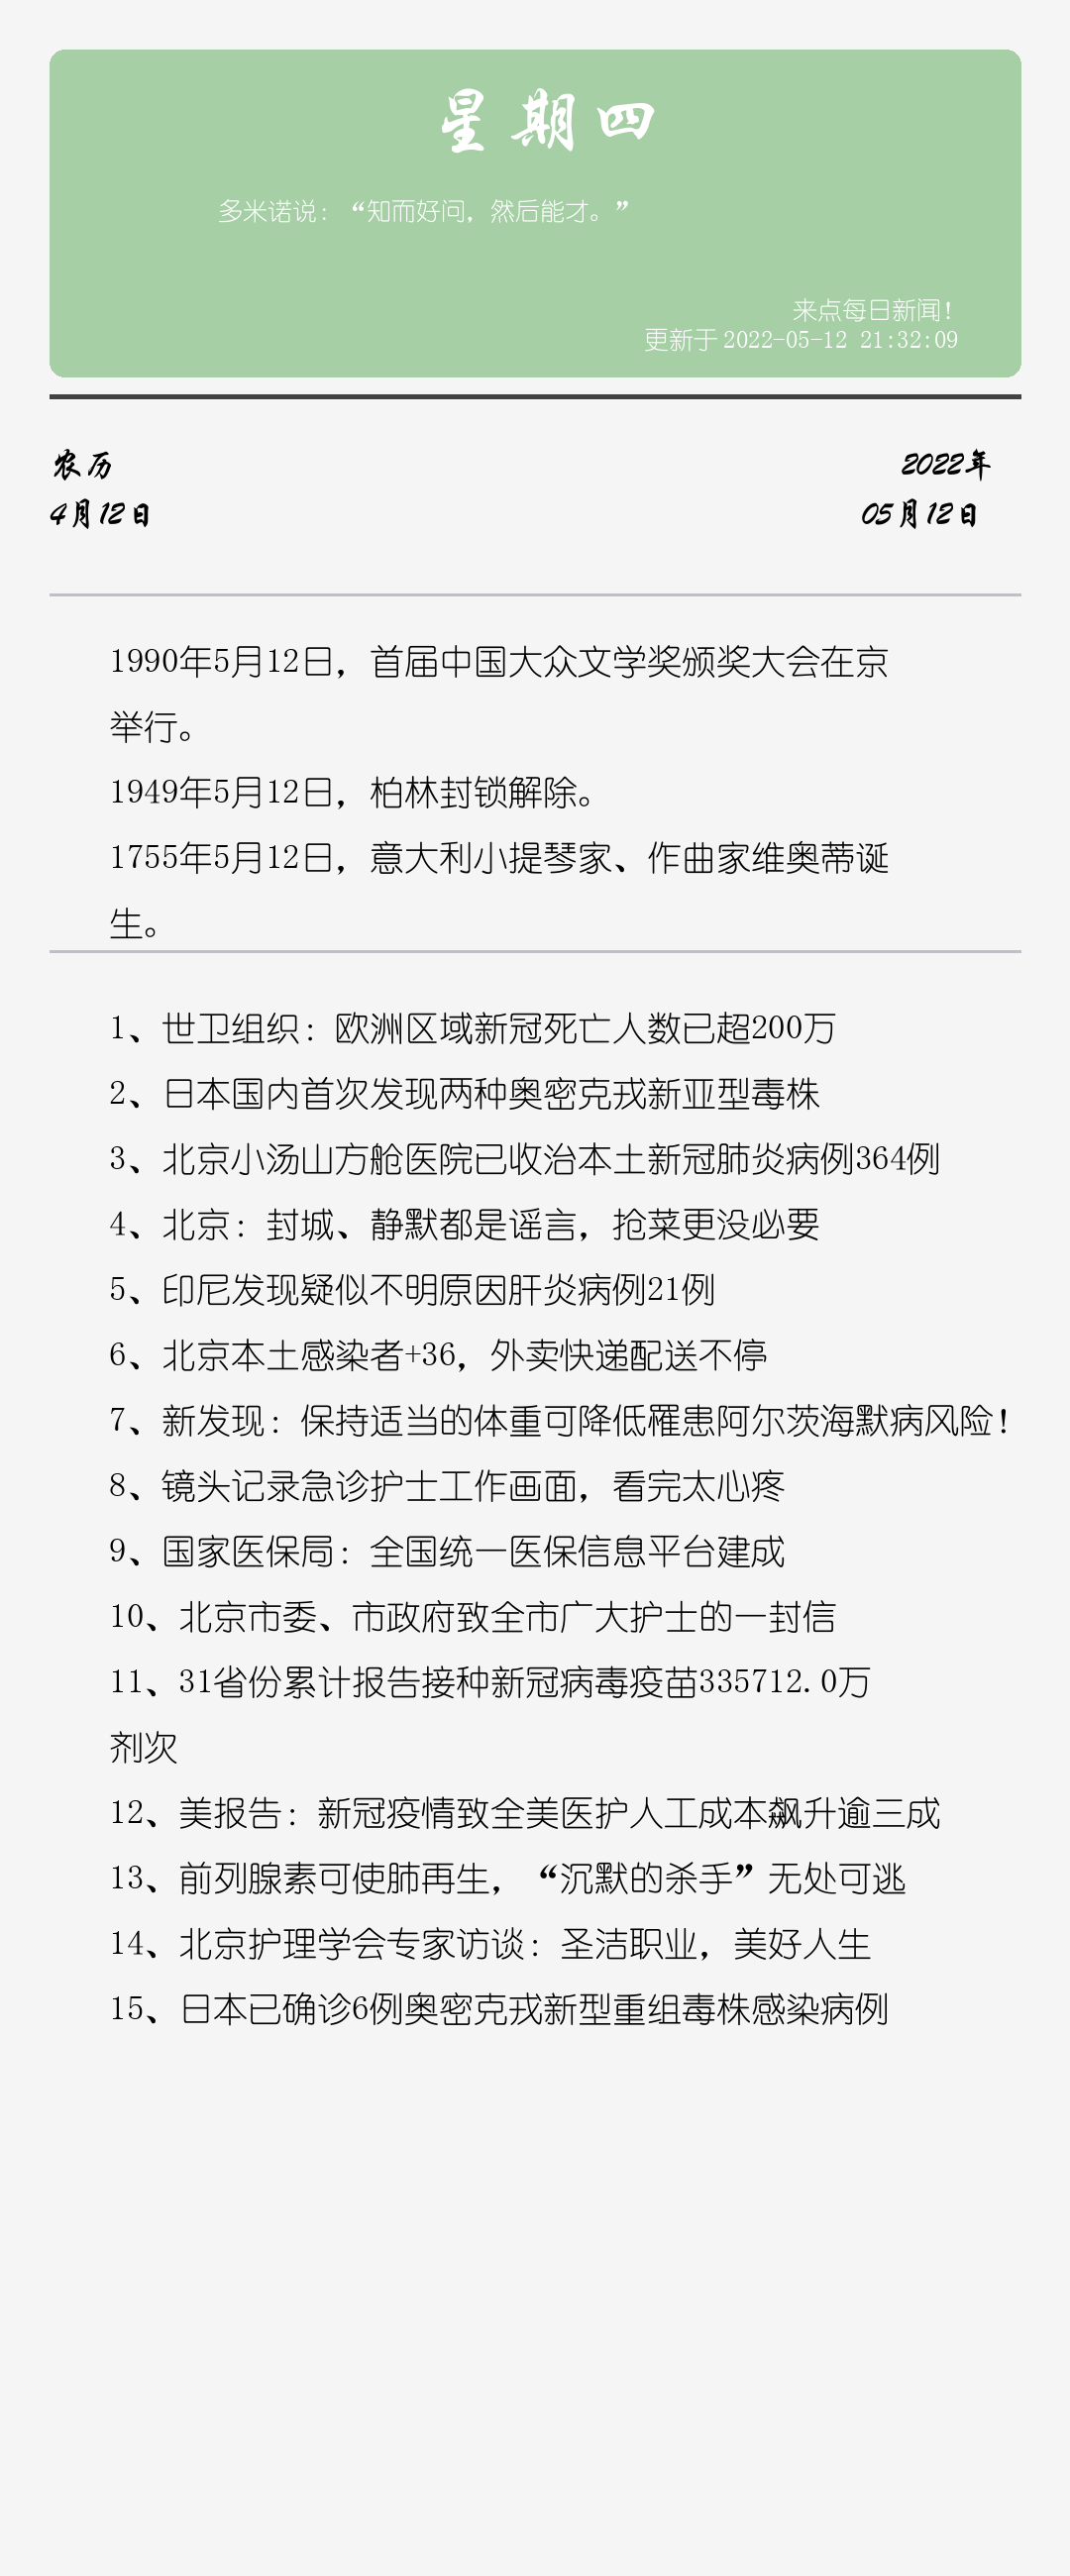 星期四
多米诺说：“知而好问，然后能才。”
来点每日新闻！
更新于 2022-05-12 21:32:09
农历
2022年
4月12日
05月12日
1990年5月12日，首届中国大众文学奖颁奖大会在京
举行。
1949年5月12日，柏林封锁解除。
1755年5月12日，意大利小提琴家、作曲家维奥蒂诞
生。
1、世卫组织：欧洲区域新冠死亡人数已超200万
2、日本国内首次发现两种奥密克戎新亚型毒株
3、北京小汤山方舱医院已收治本土新冠肺炎病例364例
4、北京：封城、静默都是谣言，抢菜更没必要
5、印尼发现疑似不明原因肝炎病例21例
6、北京本土感染者+36，外卖快递配送不停
7、新发现：保持适当的体重可降低罹患阿尔茨海默病风险！
8、镜头记录急诊护士工作画面，看完太心疼
9、国家医保局：全国统一医保信息平台建成
10、北京市委、市政府致全市广大护士的一封信
11、31省份累计报告接种新冠病毒疫苗335712.0万
剂次
12、美报告：新冠疫情致全美医护人工成本飙升逾三成
13、前列腺素可使肺再生，“沉默的杀手”无处可逃
14、北京护理学会专家访谈：圣洁职业，美好人生
15、日本已确诊6例奥密克戎新型重组毒株感染病例